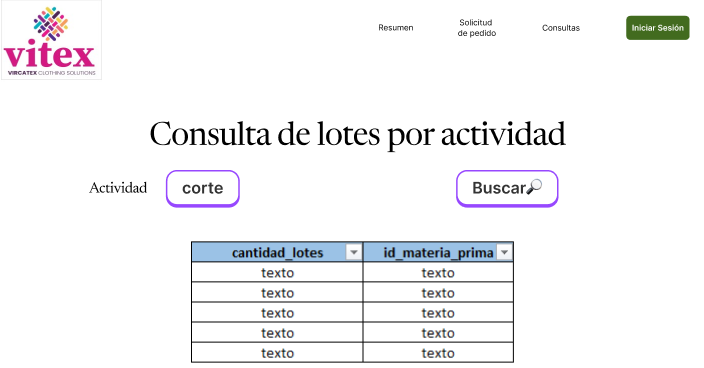 vitex
VIRCATEX CLOTHING SOLUTIONS
Resumen
Solicitud
de pedido
Consultas
Iniciar Sesión
Consulta de lotes por actividad
Actividad
corte
Buscar
cantidad_lotes id_materia_prima
texto texto
texto texto
texto texto
texto texto
texto texto